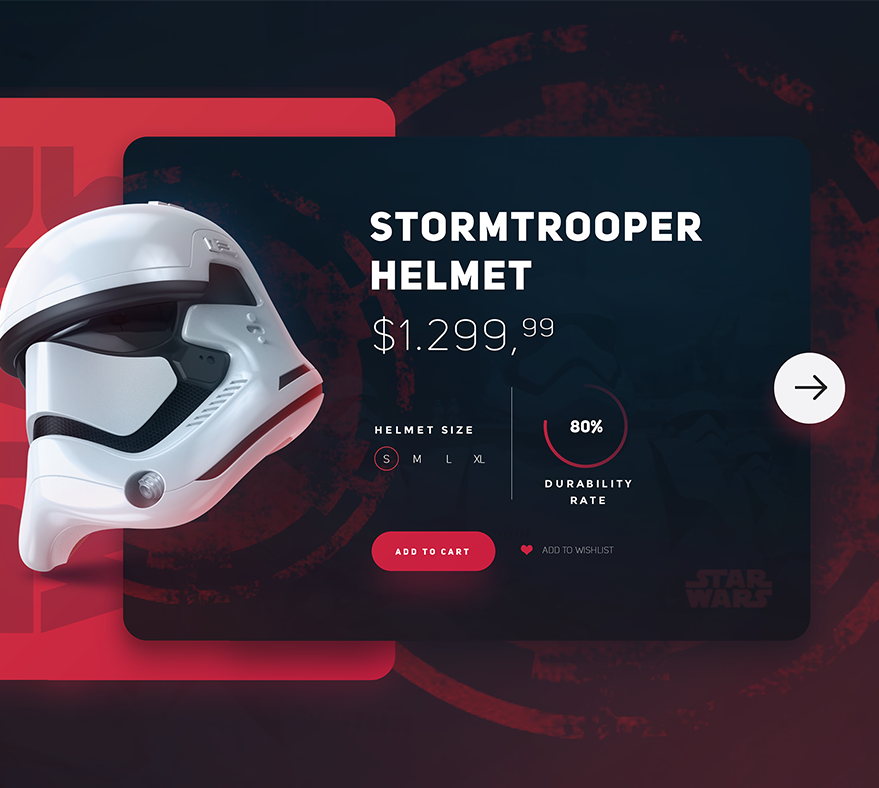 STORMTROOPER
HELMET
$1.299,99
HELMET SIZE
S M L XL
80%
DURABILITY
RATE
ADD TO CART
ADD TO WISHLIST
STAR
WARS